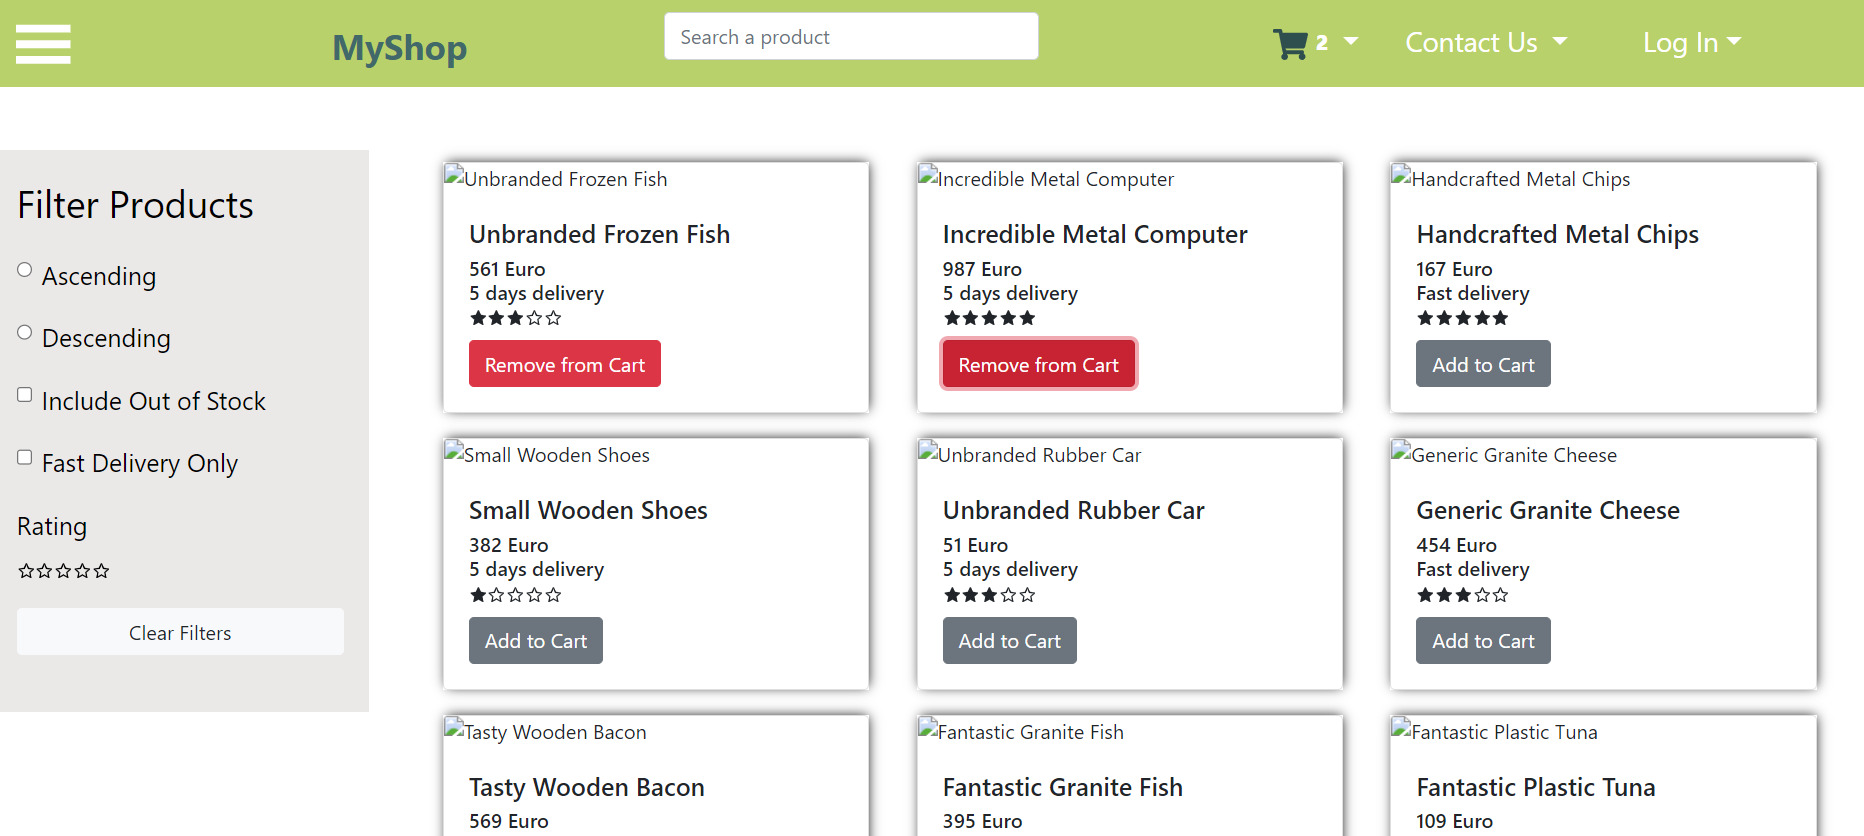 MyShop
Search a product
2
Contact Us
Log In
Filter Products
Ascending
Descending
Include Out of Stock
Fast Delivery Only
Rating
Clear Filters
Unbranded Frozen Fish
Unbranded Frozen Fish
561 Euro
5 days delivery
Remove from Cart
Incredible Metal Computer
Incredible Metal Computer
987 Euro
5 days delivery
Remove from Cart
Handcrafted Metal Chips
Handcrafted Metal Chips
167 Euro
Fast delivery
Add to Cart
Small Wooden Shoes
Small Wooden Shoes
382 Euro
5 days delivery
Add to Cart
Unbranded Rubber Car
Unbranded Rubber Car
51 Euro
5 days delivery
Add to Cart
Generic Granite Cheese
Generic Granite Cheese
454 Euro
Fast delivery
Add to Cart
Tasty Wooden Bacon
Tasty Wooden Bacon
569 Euro
Fantastic Granite Fish
Fantastic Granite Fish
395 Euro
Fantastic Plastic Tuna
Fantastic Plastic Tuna
109 Euro